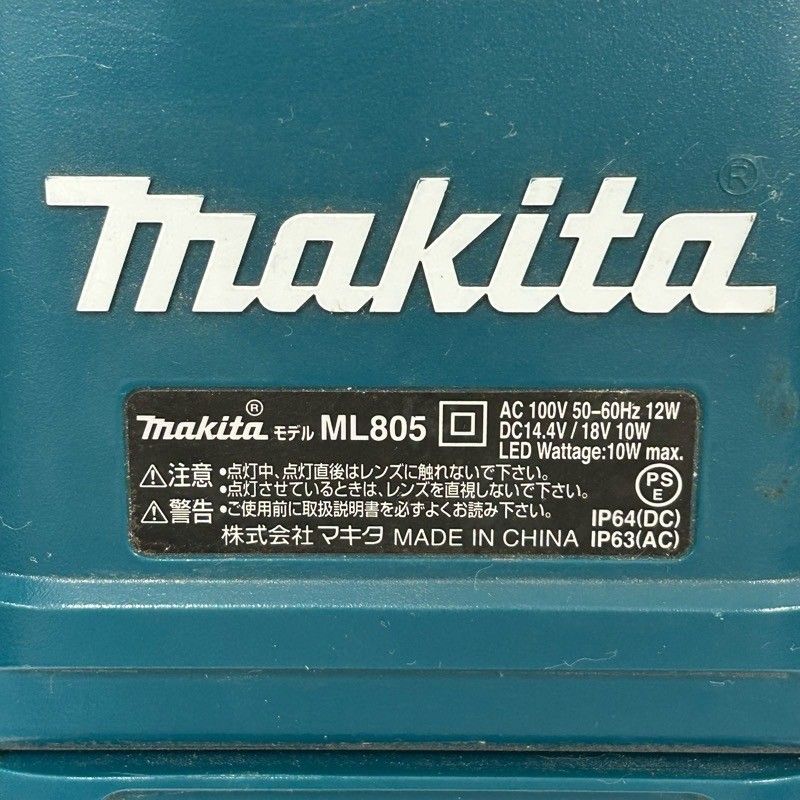 makita®
makita® モデル ML805
AC 100V 50-60Hz 12W
DC14.4V / 18V 10W
LED Wattage:10W max.
⚠注意 •点灯中、点灯直後はレンズに触れないで下さい。
•点灯させているときは、レンズを直視しないで下さい。
⚠警告 •ご使用前に取扱説明書を必ずよくお読み下さい。
PS
E
株式会社 マキタ MADE IN CHINA
IP64(DC)
IP63(AC)